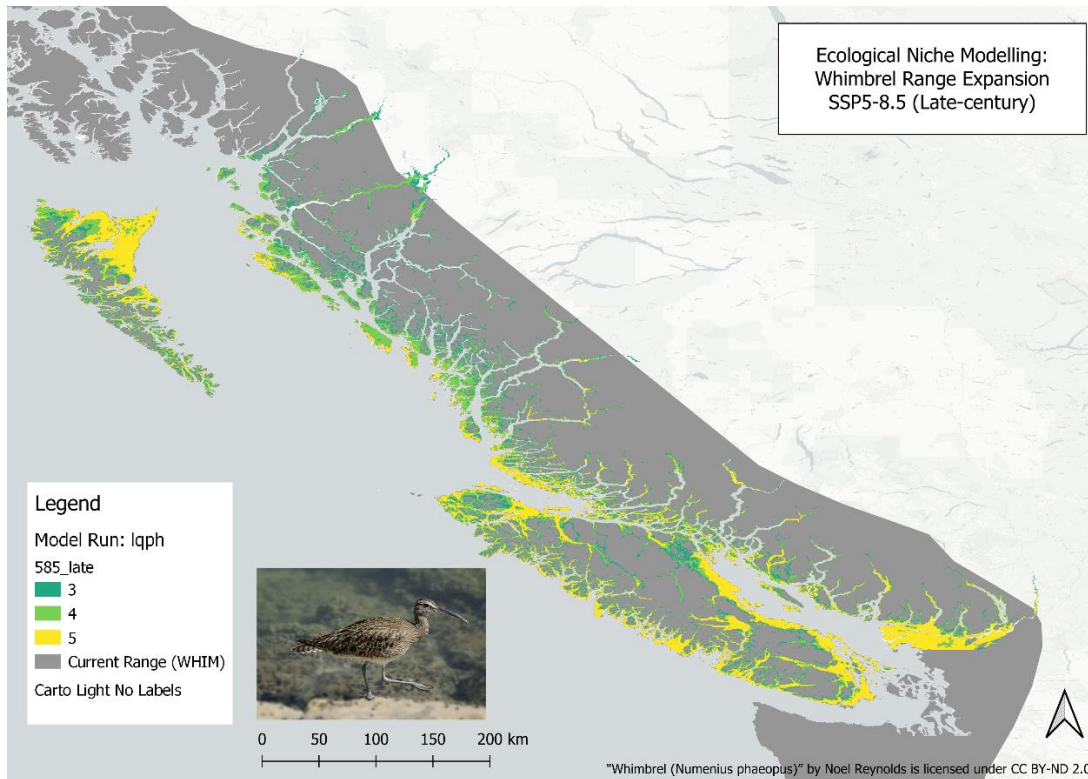 Ecological Niche Modelling:
Whimbrel Range Expansion
SSP5-8.5 (Late-century)
Legend
Model Run: lqph
585_late
3
4
5
Current Range (WHIM)
Carto Light No Labels
0 50 100 150 200 km
"Whimbrel (Numenius phaeopus)" by Noel Reynolds is licensed under CC BY-ND 2.0